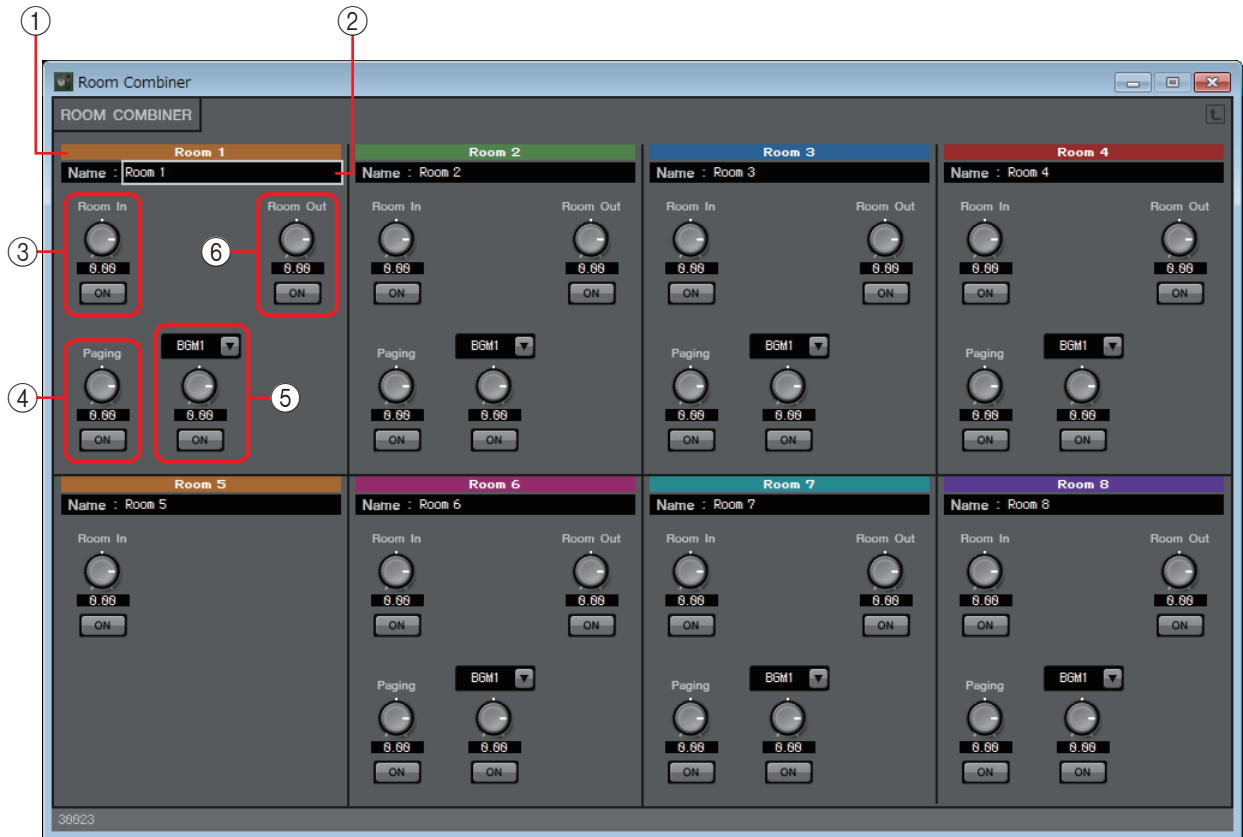 ① ②
Room Combiner
ROOM COMBINER
Room 1 Room 2 Room 3 Room 4
Name : Room 1 Name : Room 2 Name : Room 3 Name : Room 4
Room In Room Out Room In Room Out Room In Room Out Room In Room Out
③ ⑥
0.00 0.00 0.00 0.00 0.00 0.00 0.00 0.00
ON ON ON ON ON ON ON ON
Paging BGM1 Paging BGM1 Paging BGM1 Paging BGM1
④ ⑤
0.00 0.00 0.00 0.00 0.00 0.00 0.00 0.00
ON ON ON ON ON ON ON ON
Room 5 Room 6 Room 7 Room 8
Name : Room 5 Name : Room 6 Name : Room 7 Name : Room 8
Room In Room In Room Out Room In Room Out Room In Room Out
0.00 0.00 0.00 0.00 0.00 0.00 0.00
ON ON ON ON ON ON ON
Paging BGM1 Paging BGM1 Paging BGM1
0.00 0.00 0.00 0.00 0.00 0.00
ON ON ON ON ON ON
30023